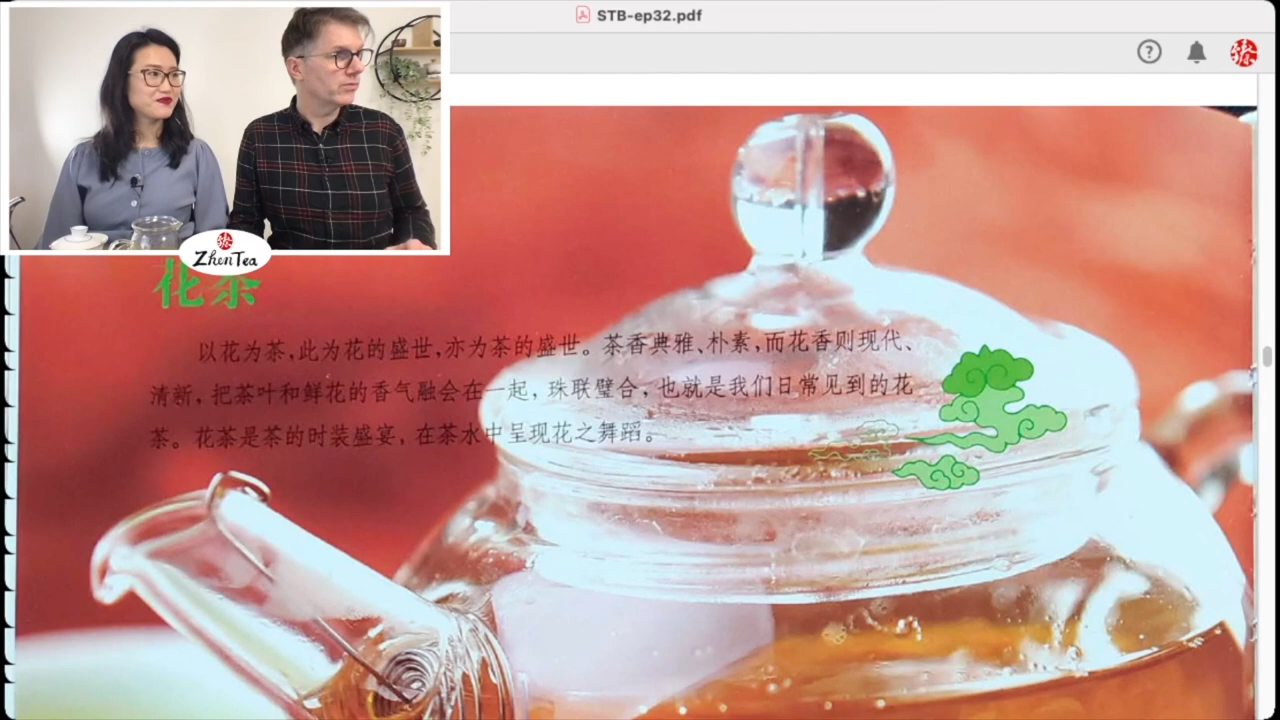 STB-ep32.pdf
?
Zhen Tea
花茶
以花为茶,此为花的盛世,亦为茶的盛世。茶香典雅、朴素,而花香则现代、
清新,把茶叶和鲜花的香气融会在一起,珠联璧合,也就是我们日常见到的花
茶。花茶是茶的时装盛宴,在茶水中呈现花之舞蹈。